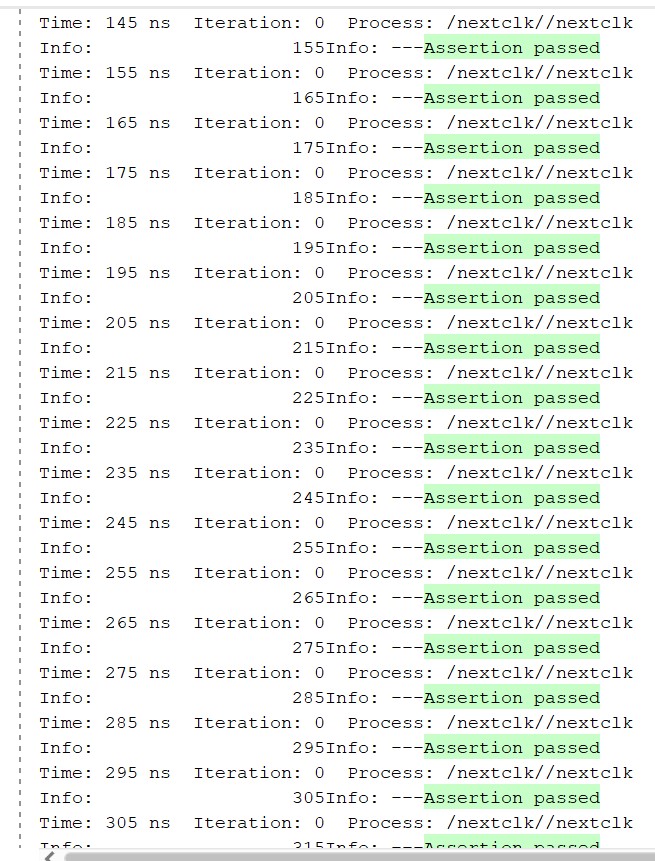 Time: 145 ns  Iteration: 0  Process: /nextclk//nextclk
Info:                  155Info: ---Assertion passed
Time: 155 ns  Iteration: 0  Process: /nextclk//nextclk
Info:                  165Info: ---Assertion passed
Time: 165 ns  Iteration: 0  Process: /nextclk//nextclk
Info:                  175Info: ---Assertion passed
Time: 175 ns  Iteration: 0  Process: /nextclk//nextclk
Info:                  185Info: ---Assertion passed
Time: 185 ns  Iteration: 0  Process: /nextclk//nextclk
Info:                  195Info: ---Assertion passed
Time: 195 ns  Iteration: 0  Process: /nextclk//nextclk
Info:                  205Info: ---Assertion passed
Time: 205 ns  Iteration: 0  Process: /nextclk//nextclk
Info:                  215Info: ---Assertion passed
Time: 215 ns  Iteration: 0  Process: /nextclk//nextclk
Info:                  225Info: ---Assertion passed
Time: 225 ns  Iteration: 0  Process: /nextclk//nextclk
Info:                  235Info: ---Assertion passed
Time: 235 ns  Iteration: 0  Process: /nextclk//nextclk
Info:                  245Info: ---Assertion passed
Time: 245 ns  Iteration: 0  Process: /nextclk//nextclk
Info:                  255Info: ---Assertion passed
Time: 255 ns  Iteration: 0  Process: /nextclk//nextclk
Info:                  265Info: ---Assertion passed
Time: 265 ns  Iteration: 0  Process: /nextclk//nextclk
Info:                  275Info: ---Assertion passed
Time: 275 ns  Iteration: 0  Process: /nextclk//nextclk
Info:                  285Info: ---Assertion passed
Time: 285 ns  Iteration: 0  Process: /nextclk//nextclk
Info:                  295Info: ---Assertion passed
Time: 295 ns  Iteration: 0  Process: /nextclk//nextclk
Info:                  305Info: ---Assertion passed
Time: 305 ns  Iteration: 0  Process: /nextclk//nextclk
Info:                  315Info: ---Assertion passed